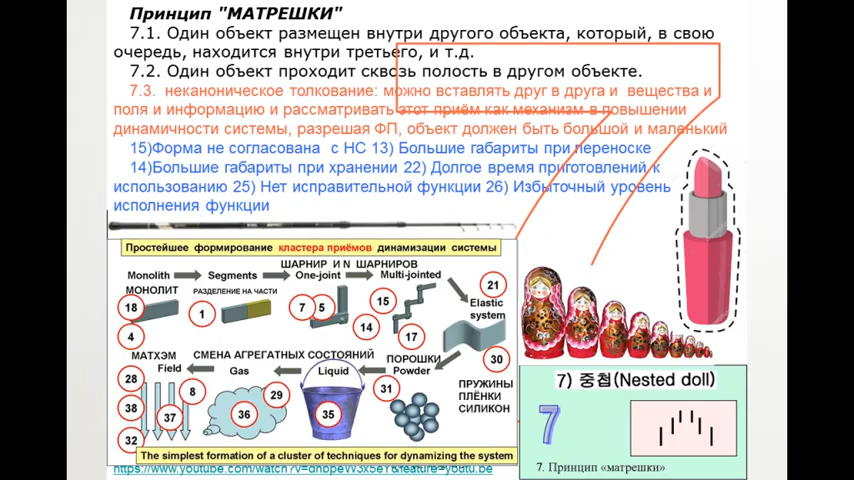 Принцип "МАТРЕШКИ"
7.1. Один объект размещен внутри другого объекта, который, в свою
очередь, находится внутри третьего, и т.д.
7.2. Один объект проходит сквозь полость в другом объекте.
7.3. неканоническое толкование: можно вставлять друг в друга и вещества и
поля и информацию и рассматривать этот приём как механизм в повышении
динамичности системы, разрешая ФП, объект должен быть большой и маленький
15)Форма не согласована с НС 13) Большие габариты при переноске
14)Большие габариты при хранении 22) Долгое время приготовлений к
использованию 25) Нет исправительной функции 26) Избыточный уровень
исполнения функции
Простейшее формирование кластера приёмов динамизации системы
ШАРНИР И N ШАРНИРОВ
Monolith Segments One-joint Multi-jointed
МОНОЛИТ РАЗДЕЛЕНИЕ НА ЧАСТИ
21
Elastic
system
18 1 7 5 15
14 17
4
30
МАТХЭМ СМЕНА АГРЕГАТНЫХ СОСТОЯНИЙ ПОРОШКИ
Field Gas Liquid Powder
ПРУЖИНЫ
ПЛЁНКИ
СИЛИКОН
28 8 29 31
38 37 36 35
32
The simplest formation of a cluster of techniques for dynamizing the system
7) 중첩(Nested doll)
7
7. Принцип «матрешки»